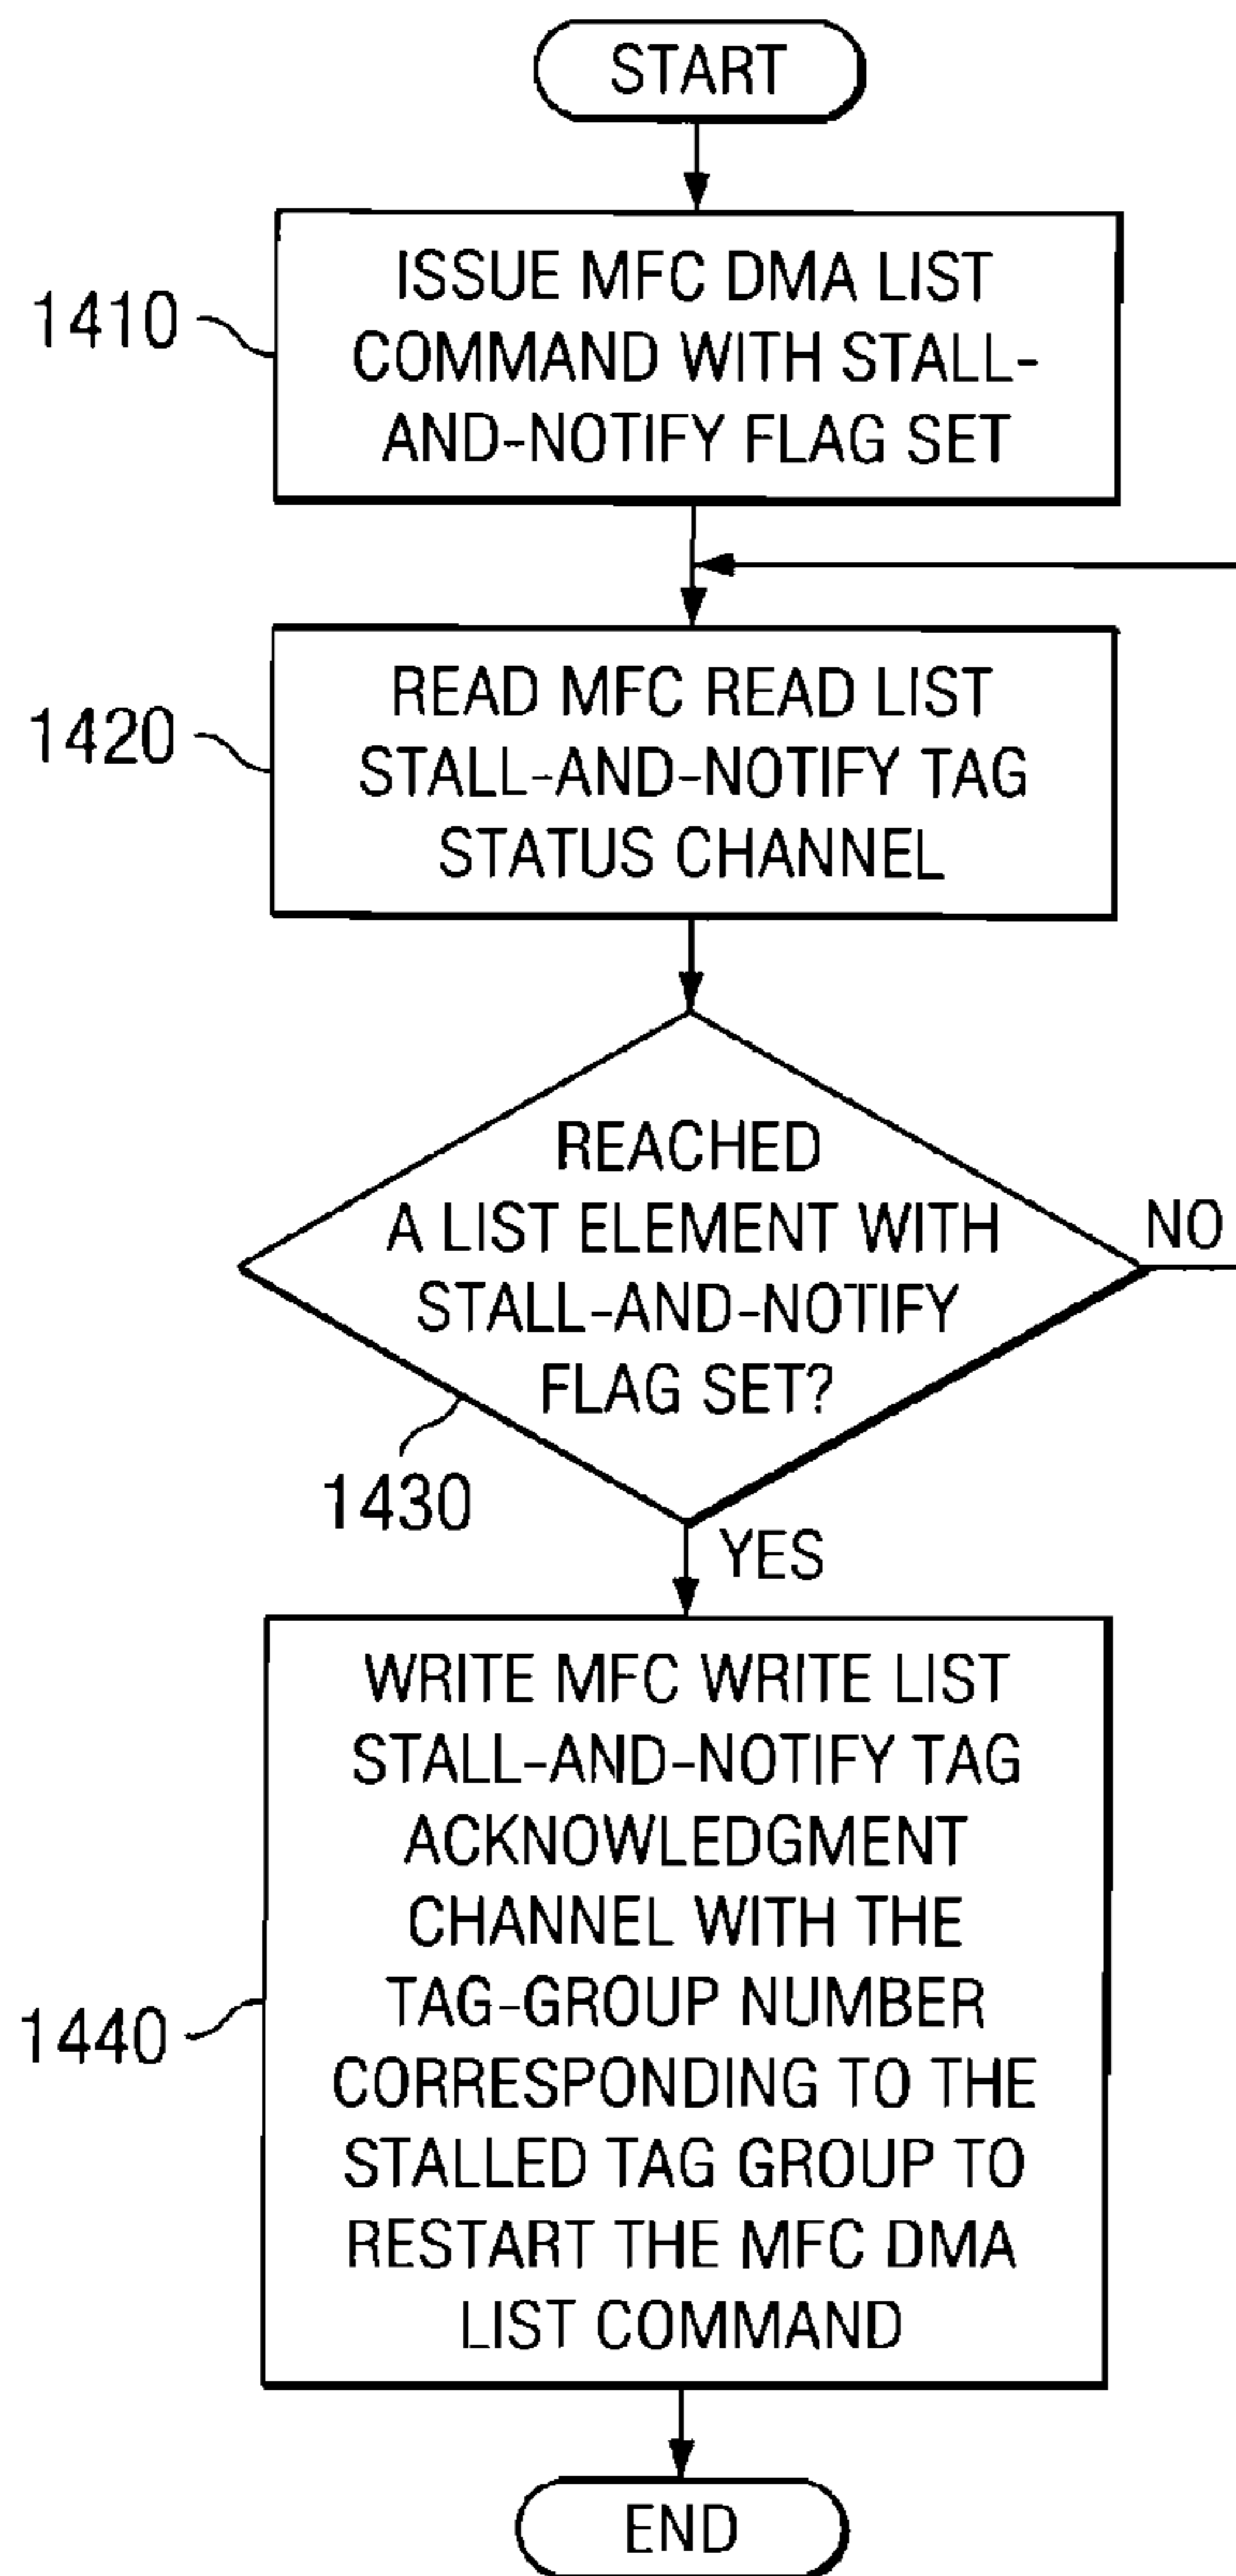 START
1410
ISSUE MFC DMA LIST
COMMAND WITH STALL-
AND-NOTIFY FLAG SET
1420
READ MFC READ LIST
STALL-AND-NOTIFY TAG
STATUS CHANNEL
REACHED
A LIST ELEMENT WITH
STALL-AND-NOTIFY
FLAG SET?
NO
1430
YES
1440
WRITE MFC WRITE LIST
STALL-AND-NOTIFY TAG
ACKNOWLEDGMENT
CHANNEL WITH THE
TAG-GROUP NUMBER
CORRESPONDING TO THE
STALLED TAG GROUP TO
RESTART THE MFC DMA
LIST COMMAND
END